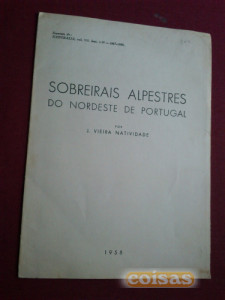 SOBREIRAIS ALPESTRES
DO NORDESTE DE PORTUGAL
POR
J. VIEIRA NATIVIDADE
1958
coisas